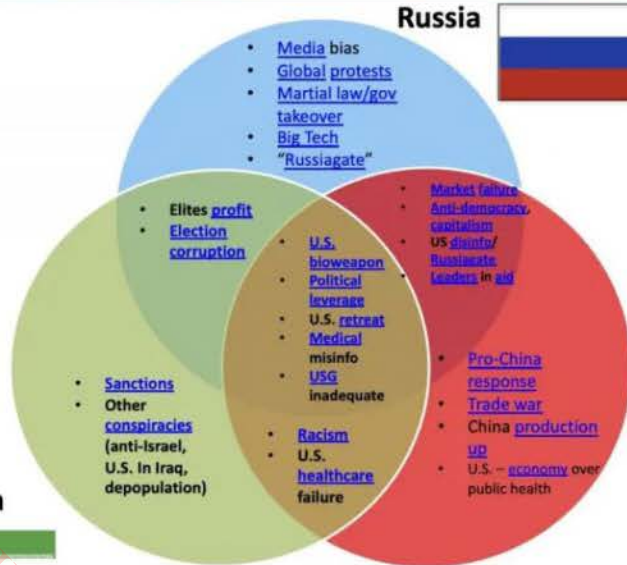 Russia
• Media bias
• Global protests
• Martial law/gov
takeover
• Big Tech
• "Russiagate"
• Elites profit
• Election
corruption
• U.S.
bioweapon
• Political
leverage
• U.S. retreat
• Medical
misinfo
• USG
inadequate
• Market failure
• Anti-democracy,
capitalism
• US disinfo/
Russiagate
• Leaders in aid
• Sanctions
• Other
conspiracies
(anti-Israel,
U.S. In Iraq,
depopulation)
• Racism
• U.S.
healthcare
failure
• Pro-China
response
• Trade war
• China production
up
• U.S. – economy over
public health